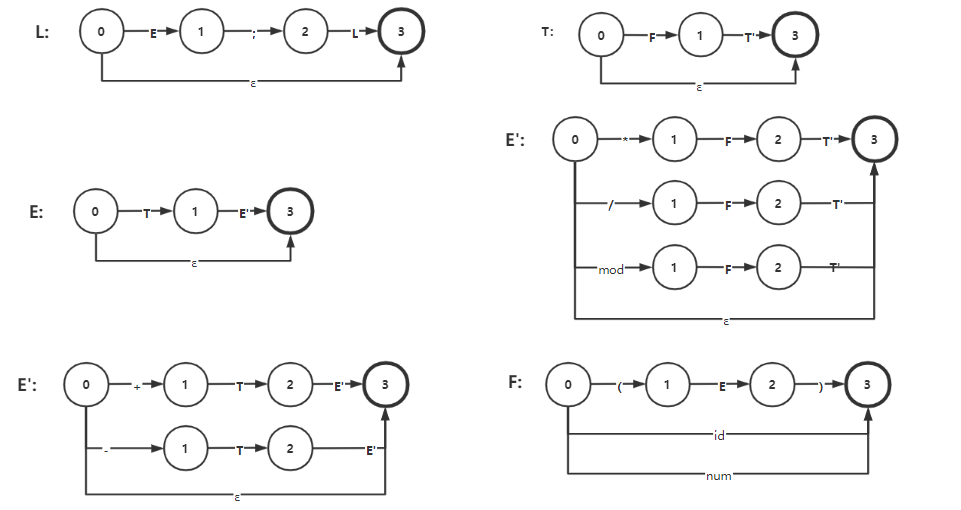 L: 0 E 1 ; 2 L 3
ε
T: 0 F 1 T' 3
ε
E': 0 * 1 F 2 T' 3
/ 1 F 2 T'
mod 1 F 2 T'
ε
E: 0 T 1 E' 3
ε
E': 0 + 1 T 2 E' 3
- 1 T 2 E'
ε
F: 0 ( 1 E 2 ) 3
id
num